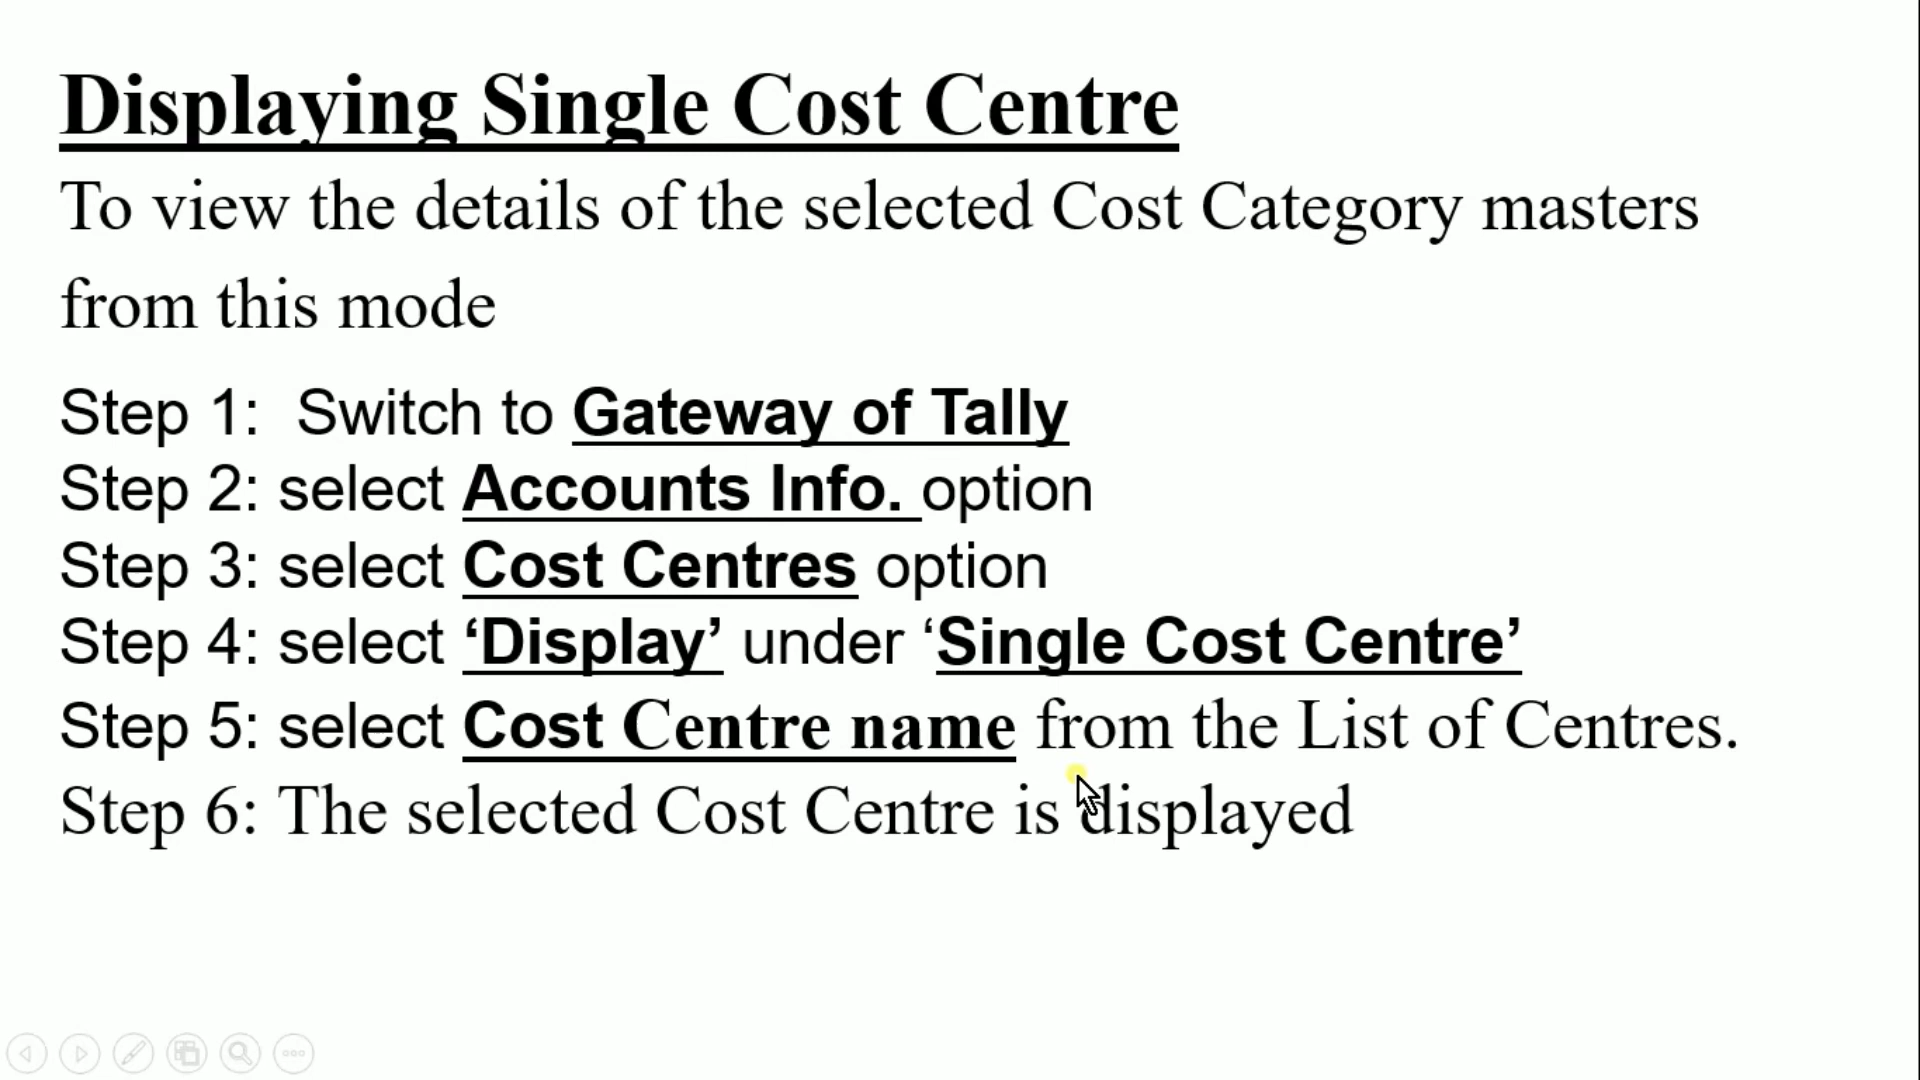 Displaying Single Cost Centre
To view the details of the selected Cost Category masters
from this mode
Step 1:  Switch to Gateway of Tally
Step 2: select Accounts Info. option
Step 3: select Cost Centres option
Step 4: select ‘Display’ under ‘Single Cost Centre’
Step 5: select Cost Centre name from the List of Centres.
Step 6: The selected Cost Centre is displayed